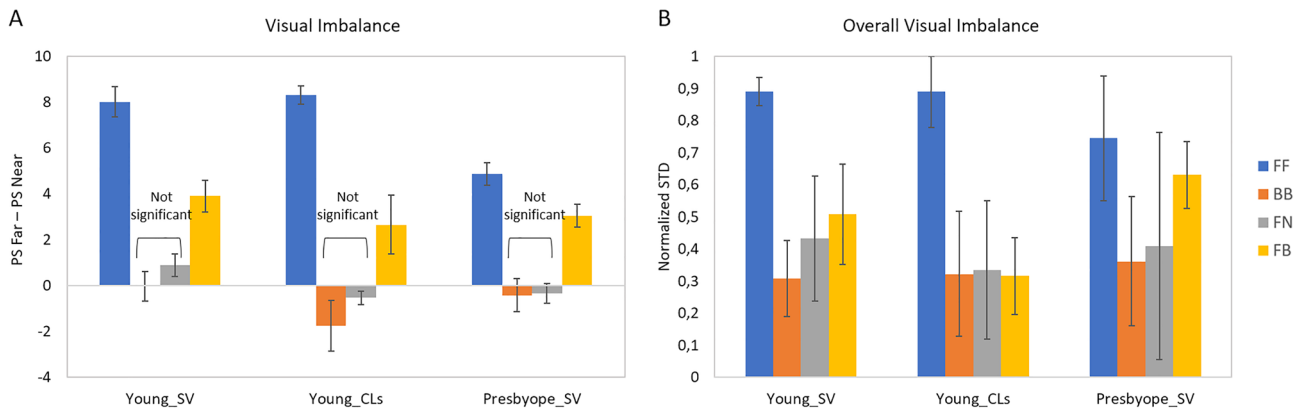 A
Visual Imbalance
PS Far – PS Near
10
8
6
4
2
0
-2
-4
Not
significant
Not
significant
Not
significant
Young_SV
Young_CLs
Presbyope_SV
B
Overall Visual Imbalance
Normalized STD
1
0,9
0,8
0,7
0,6
0,5
0,4
0,3
0,2
0,1
0
Young_SV
Young_CLs
Presbyope_SV
FF
BB
FN
FB